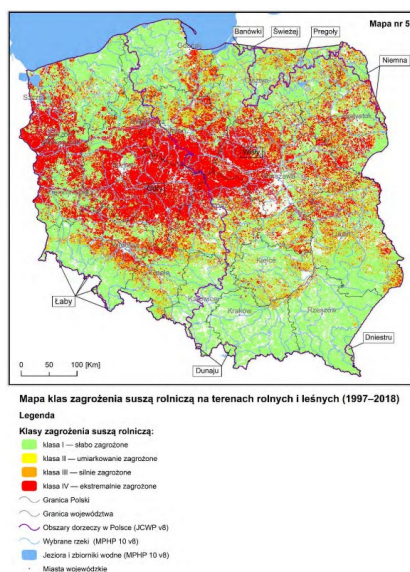 Mapa nr 5
Banówki
Świeżej
Pregoły
Niemna
Łaby
Kielce
Kraków
Rzeszów
Dniestru
Dunaju
0 50 100 [Km]
Mapa klas zagrożenia suszą rolniczą na terenach rolnych i leśnych (1997–2018)
Legenda
Klasy zagrożenia suszą rolniczą:
klasa I — słabo zagrożone
klasa II — umiarkowanie zagrożone
klasa III — silnie zagrożone
klasa IV — ekstremalnie zagrożone
Granica Polski
Granica województwa
Obszary dorzeczy w Polsce (JCWP v8)
Wybrane rzeki (MPHP 10 v8)
Jeziora i zbiorniki wodne (MPHP 10 v8)
Miasta wojewódzkie